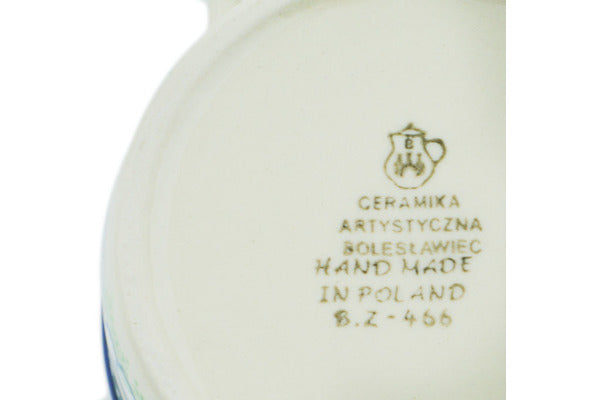 B
CERAMIKA
ARTYSTYCZNA
BOLESŁAWIEC
HAND MADE
IN POLAND
B.Z-466